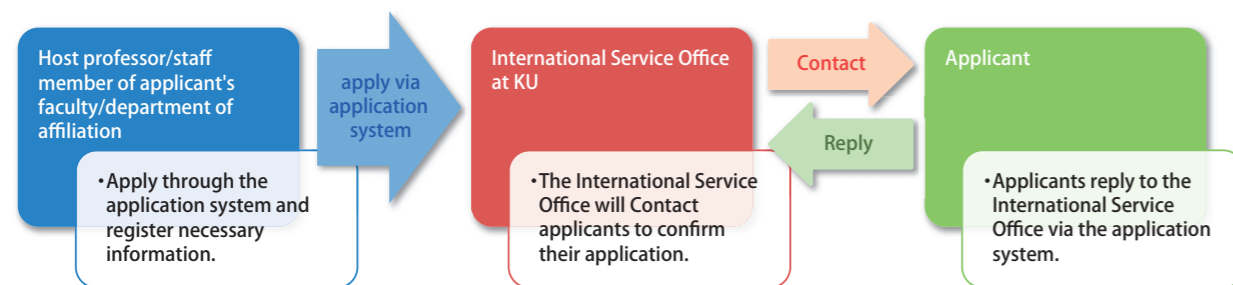 Host professor/staff
member of applicant's
faculty/department of
affiliation
・Apply through the
application system and
register necessary
information.
apply via
application
system
International Service Office
at KU
・The International Service
Office will Contact
applicants to confirm
their application.
Contact
Reply
Applicant
・Applicants reply to the
International Service
Office via the application
system.